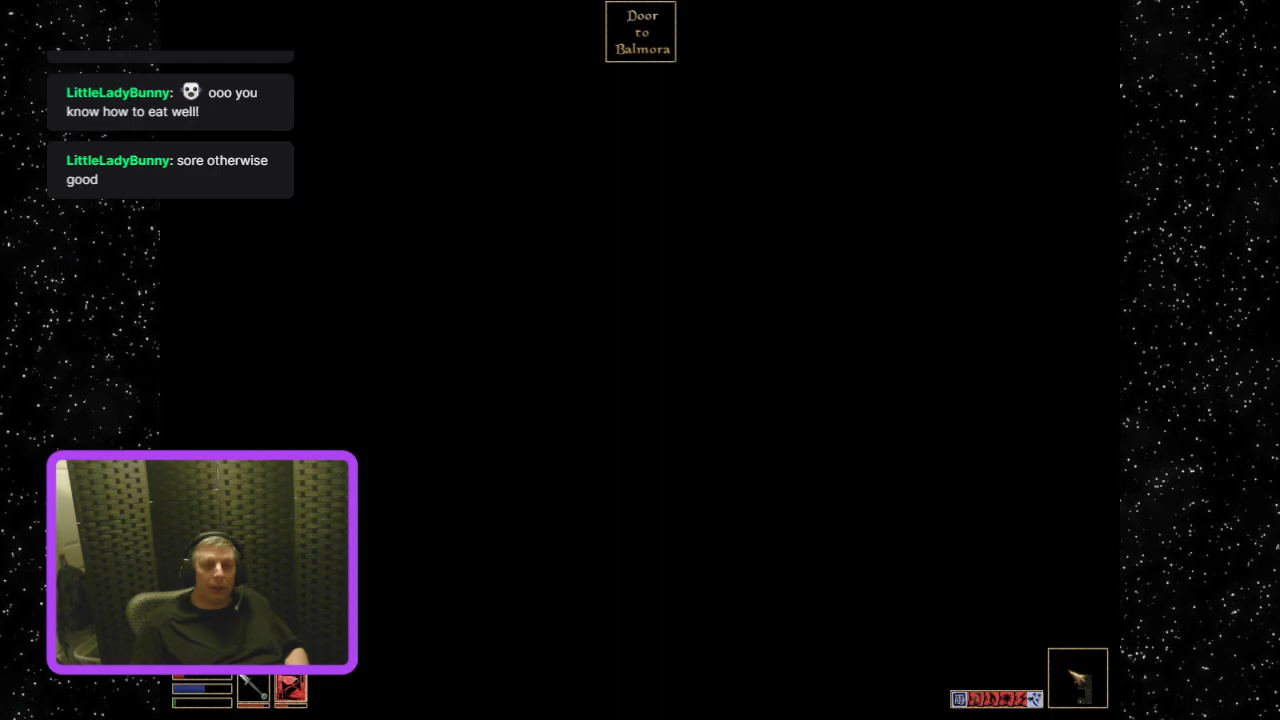 Door
to
Balmora
LittleLadyBunny: ooo you
know how to eat well!
LittleLadyBunny: sore otherwise
good